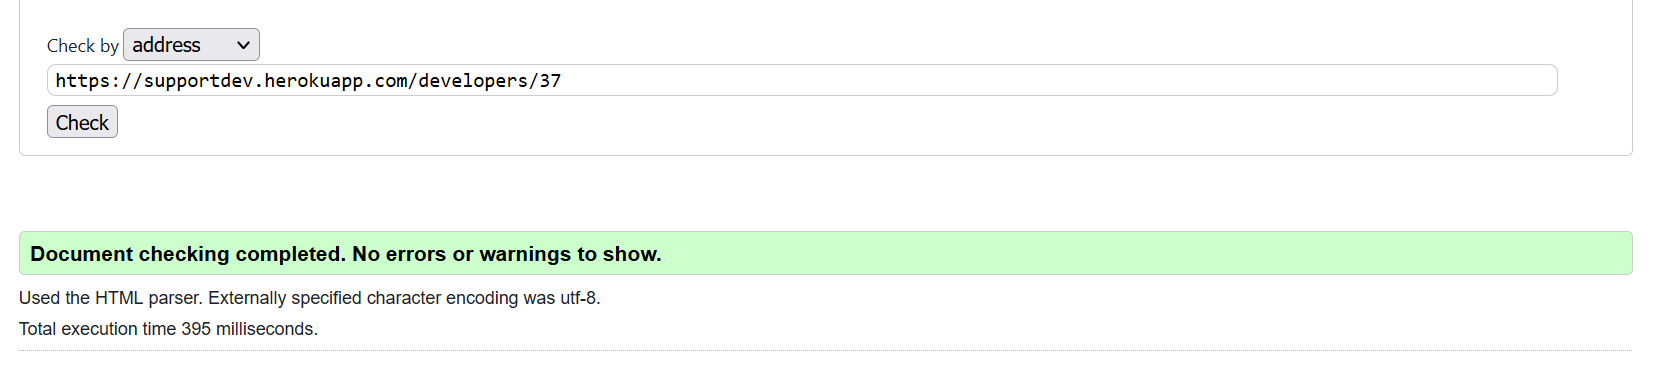 Check by address
https://supportdev.herokuapp.com/developers/37
Check
Document checking completed. No errors or warnings to show.
Used the HTML parser. Externally specified character encoding was utf-8.
Total execution time 395 milliseconds.